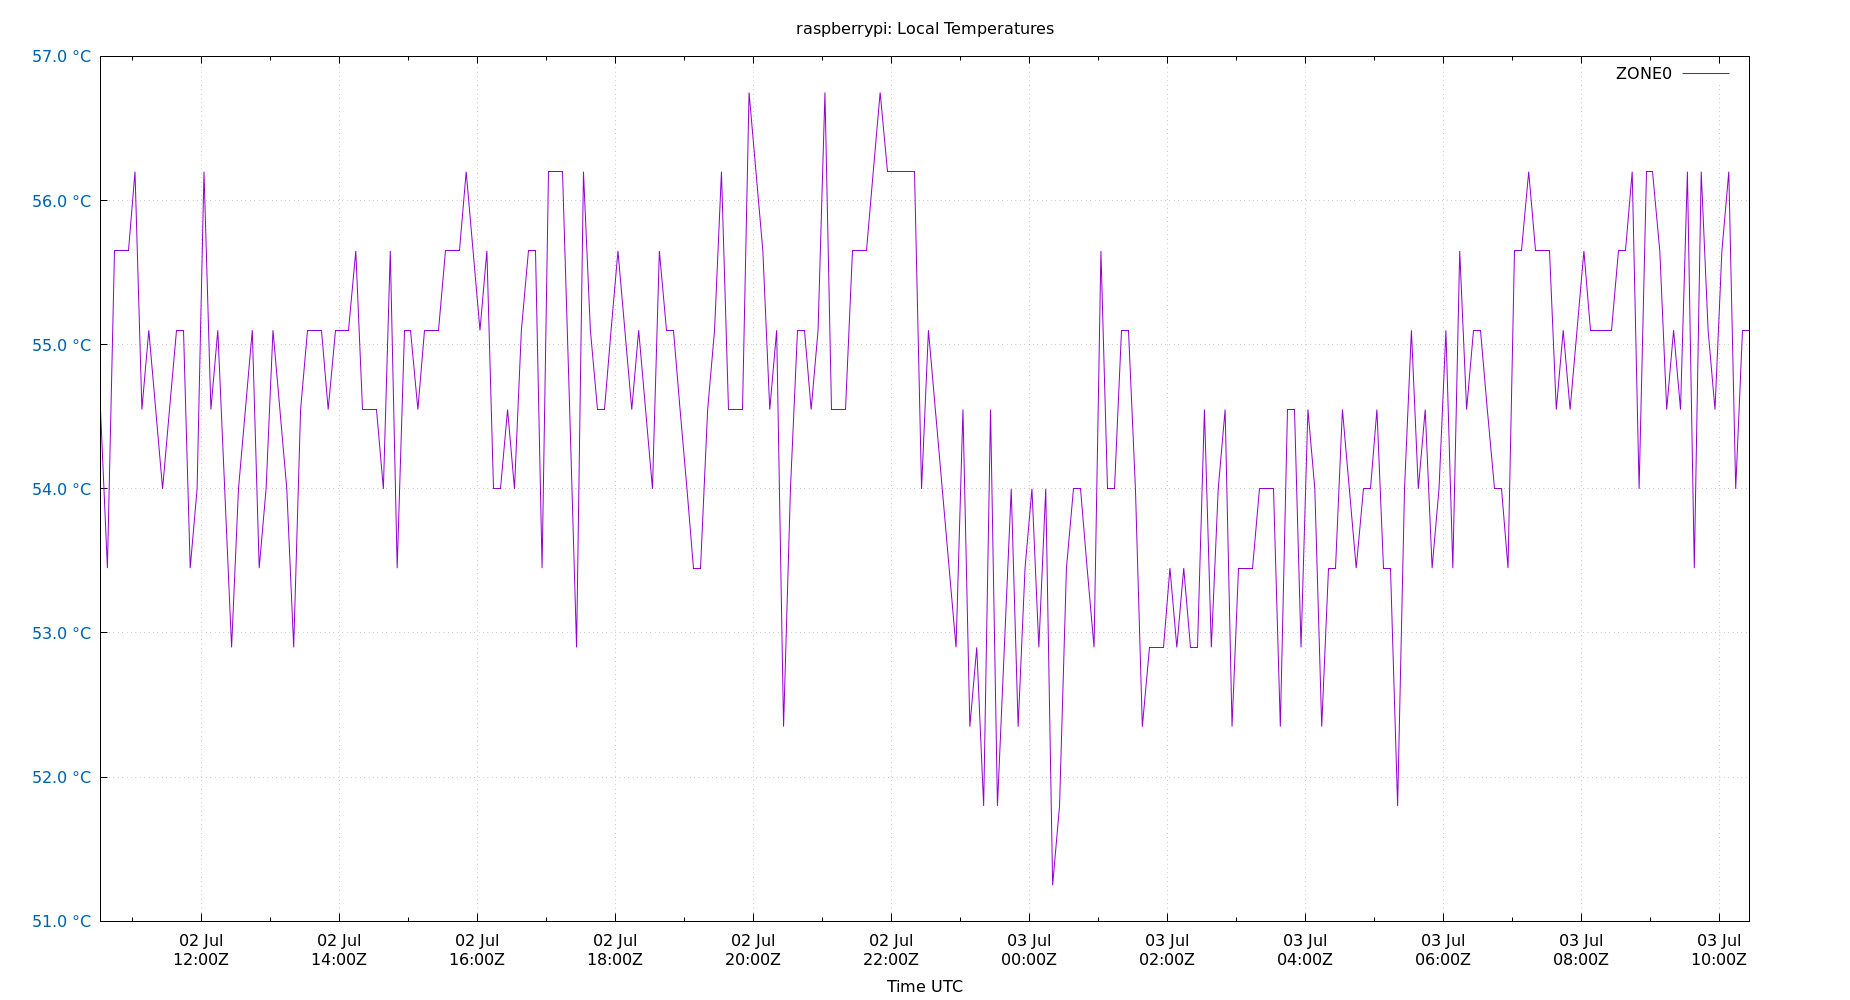 raspberrypi: Local Temperatures
57.0 °C
ZONE0
56.0 °C
55.0 °C
54.0 °C
53.0 °C
52.0 °C
51.0 °C
02 Jul 02 Jul 02 Jul 02 Jul 02 Jul 02 Jul 03 Jul 03 Jul 03 Jul 03 Jul 03 Jul 03 Jul
12:00Z 14:00Z 16:00Z 18:00Z 20:00Z 22:00Z 00:00Z 02:00Z 04:00Z 06:00Z 08:00Z 10:00Z
Time UTC